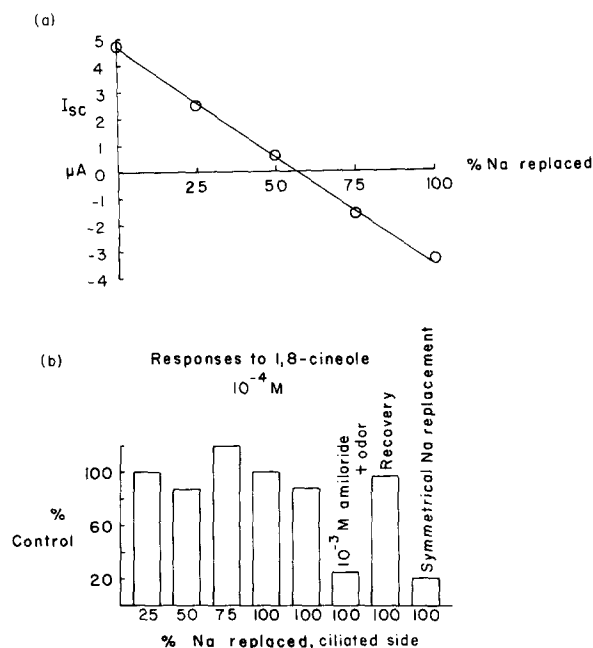 (a)
5
4
3
2
1
0
-1
-2
-3
-4
I_SC
μA
25 50 75 100
% Na replaced
(b)
Responses to 1,8-cineole
10⁻⁴ M
% Control
100
60
20
10⁻³ M amiloride
+ odor
Recovery
Symmetrical Na replacement
25 50 75 100 100 100 100 100
% Na replaced, ciliated side